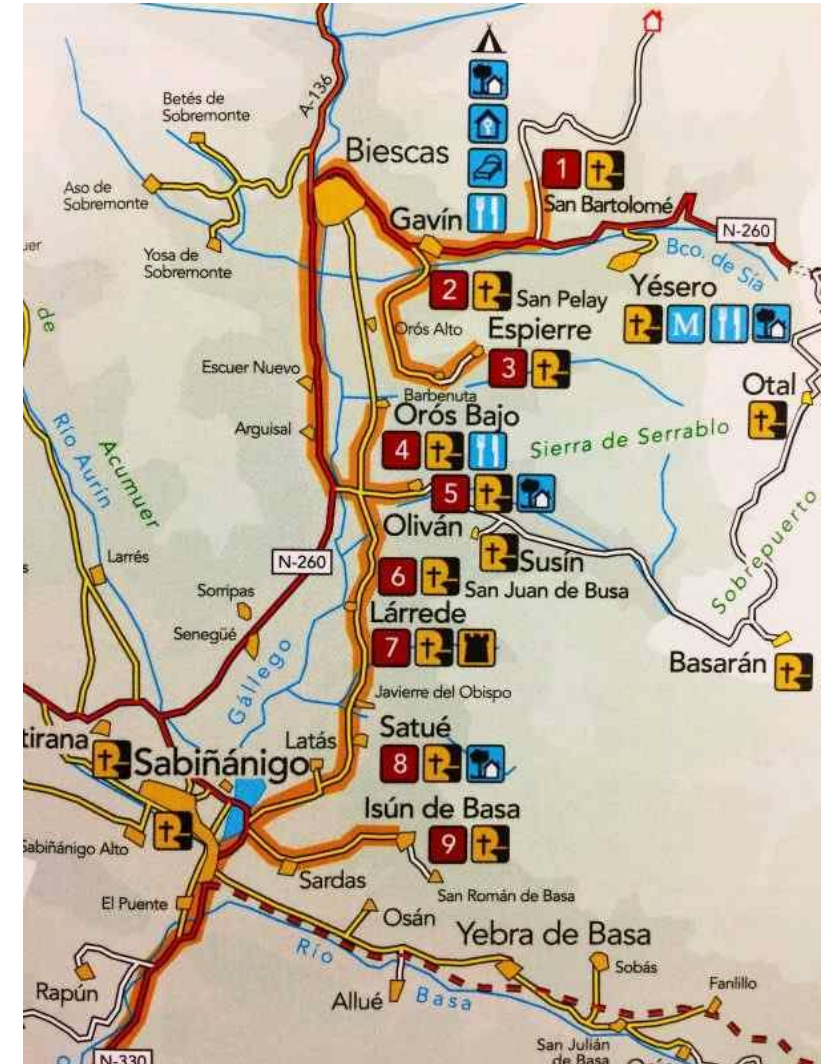 A-136
Betés de
Sobremonte
Biescas
1
Aso de
Sobremonte
San Bartolomé
Gavín
N-260
Yosa de
Sobremonte
Bco. de Sía
uer
2
San Pelay
Yésero
de
Orós Alto
Espierre
M
3
Escuer Nuevo
Otal
Barbenuta
Orós Bajo
Arguisal
4
Sierra de Serrablo
Río Aurín
Acumuer
5
Oliván
Sobrepuerto
Larrés
N-260
Susín
6
San Juan de Busa
Sorripas
Lárrede
Senegüé
7
Basarán
Gállego
Javierre del Obispo
tirana
Latás
Satué
Sabiñánigo
8
Isún de Basa
Sabiñánigo Alto
9
Sardas
San Román de Basa
El Puente
Osán
Yebra de Basa
Río
Sobás
Rapún
Allué
Basa
Fanlillo
San Julián
de Basa
N-330